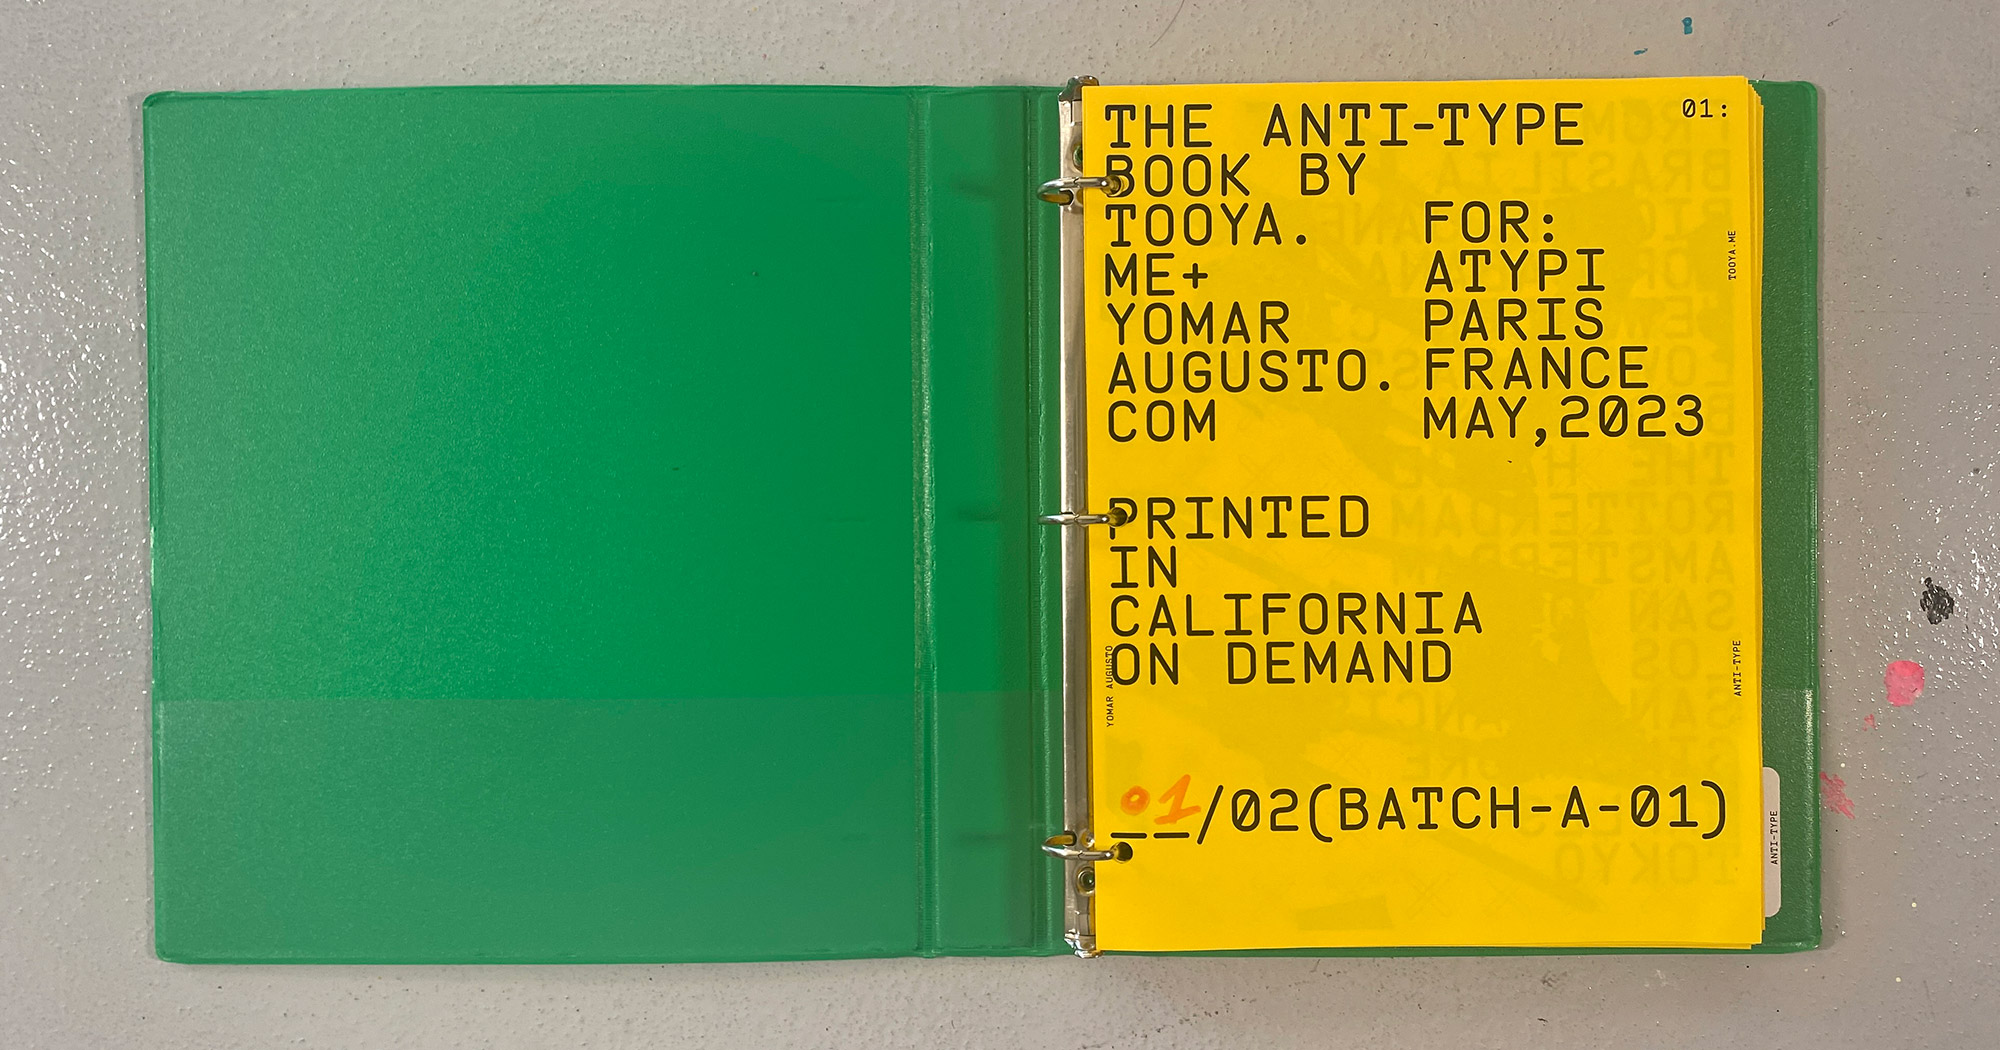 THE ANTI-TYPE
01:
BOOK BY
TOOYA.
ME+
YOMAR
AUGUSTO.
COM
FOR:
ATYPI
PARIS
FRANCE
MAY,2023
TOOYA.ME
PRINTED
IN
CALIFORNIA
ON DEMAND
YOMAR AUGUSTO
ANTI-TYPE
01/02(BATCH-A-01)
ANTI-TYPE